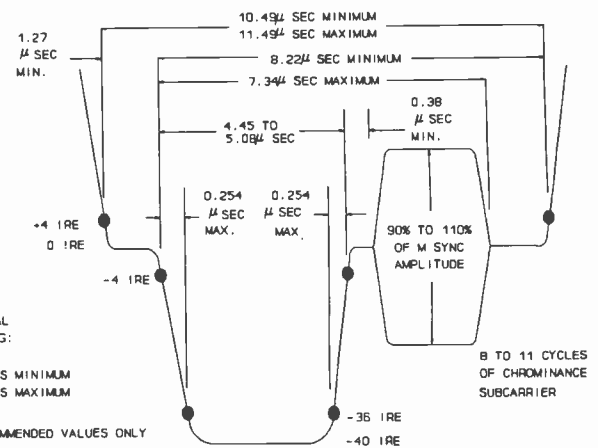 10.49μ SEC MINIMUM
11.49μ SEC MAXIMUM
1.27
μ SEC
MIN.
8.22μ SEC MINIMUM
7.34μ SEC MAXIMUM
4.45 TO
5.08μ SEC
0.38
μ SEC
MIN.
0.254
μ SEC
MAX.
0.254
μ SEC
MAX.
+4 IRE
0 IRE
-4 IRE
90% TO 110%
OF M SYNC
AMPLITUDE
AL
G:
S MINIMUM
S MAXIMUM
8 TO 11 CYCLES
OF CHROMINANCE
SUBCARRIER
MMENDED VALUES ONLY
-36 IRE
-40 IRE